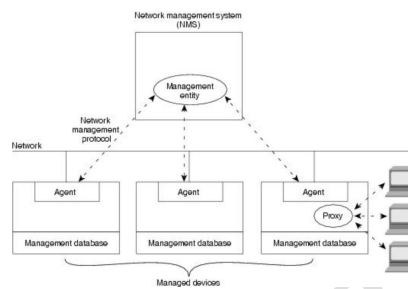 Network management system
(NMS)
Management
entity
Network
management
protocol
Network
Agent
Agent
Agent
Proxy
Management database
Management database
Management database
Managed devices